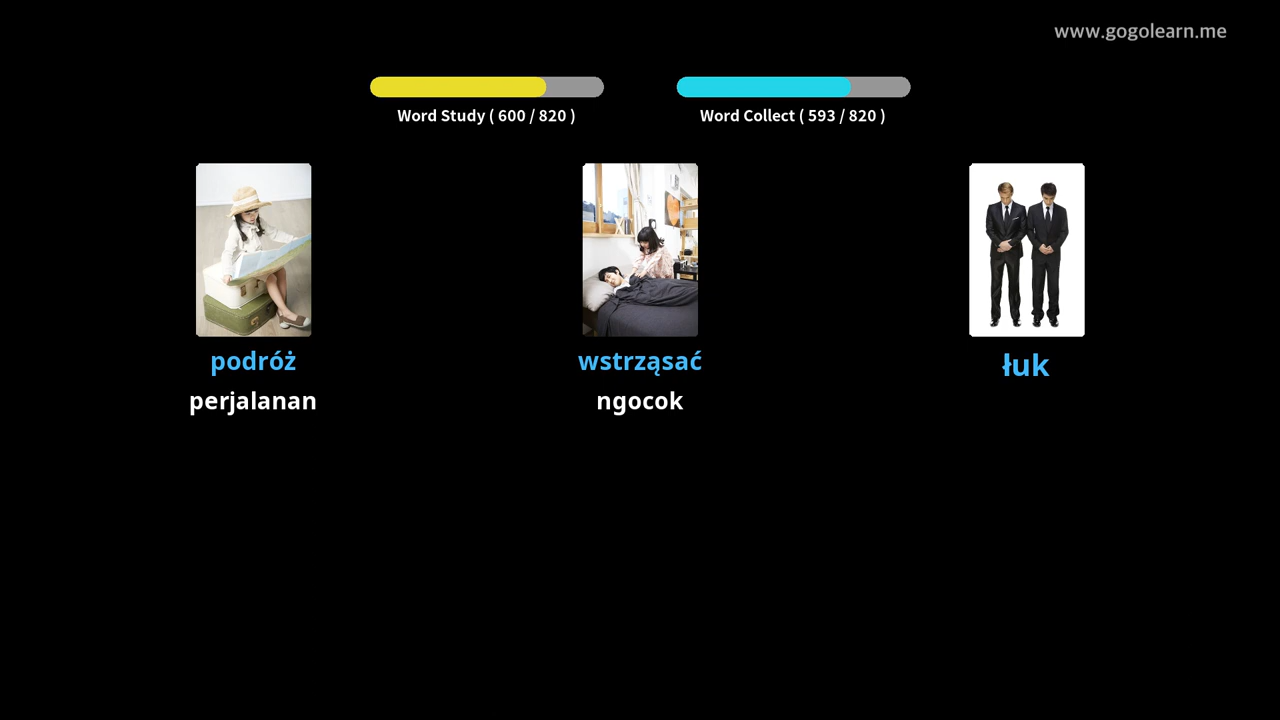 www.gogolearn.me
Word Study ( 600 / 820 )
Word Collect ( 593 / 820 )
podróż
perjalanan
wstrząsać
ngocok
łuk